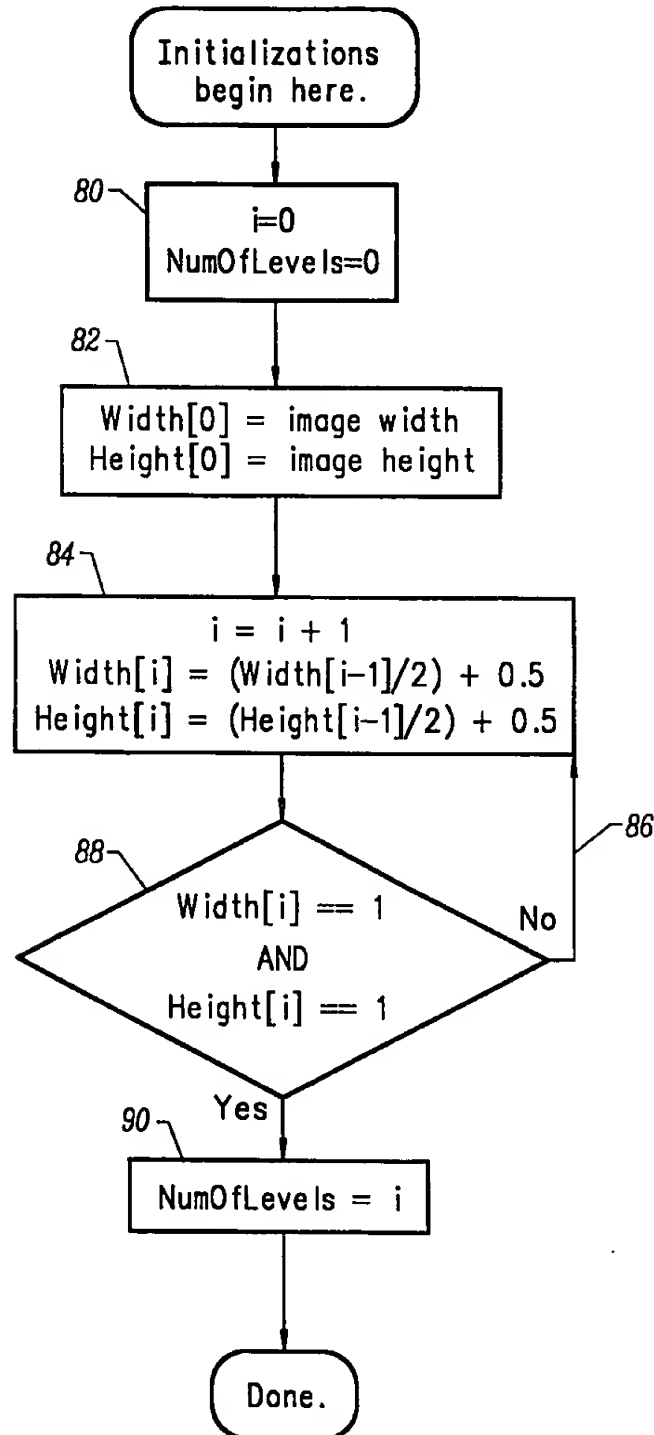 Initializations
begin here.
80
i=0
NumOfLevels=0
82
Width[0] = image width
Height[0] = image height
84
i = i + 1
Width[i] = (Width[i-1]/2) + 0.5
Height[i] = (Height[i-1]/2) + 0.5
86
88
Width[i] == 1
AND
Height[i] == 1
No
Yes
90
NumOfLevels = i
Done.